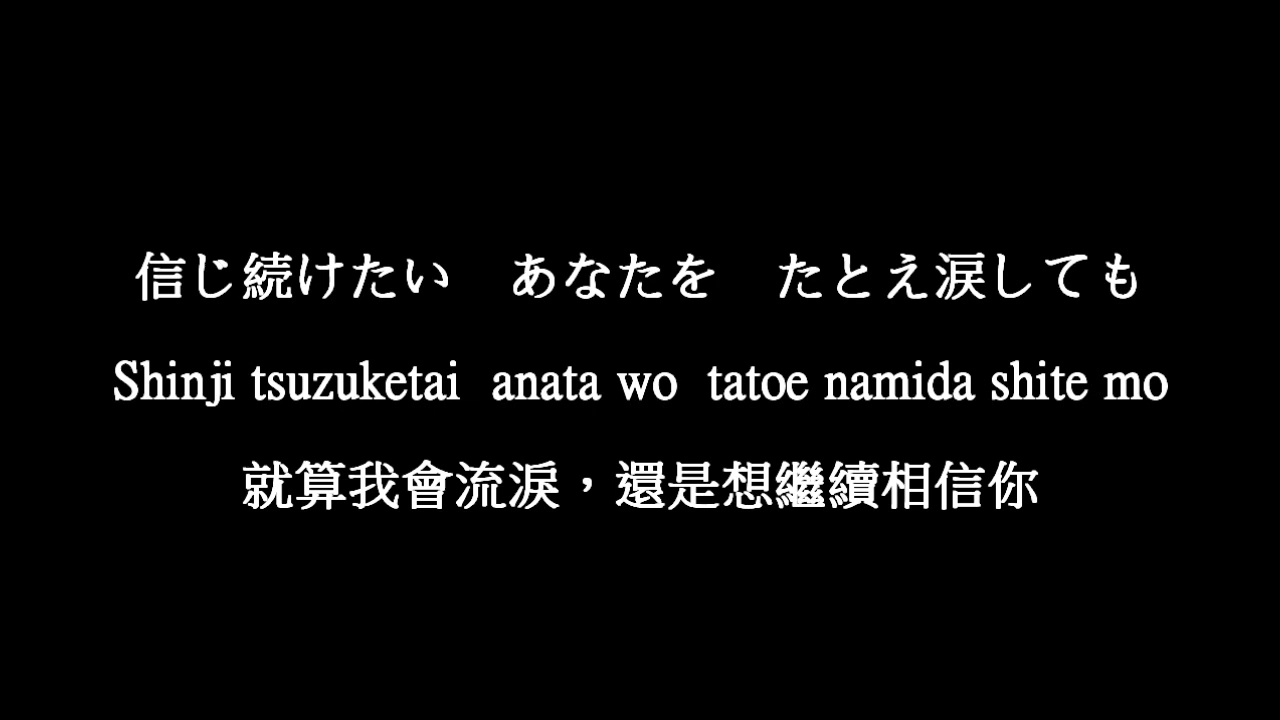 信じ続けたい　あなたを　たとえ涙しても
Shinji tsuzuketai  anata wo  tatoe namida shite mo
就算我會流淚，還是想繼續相信你